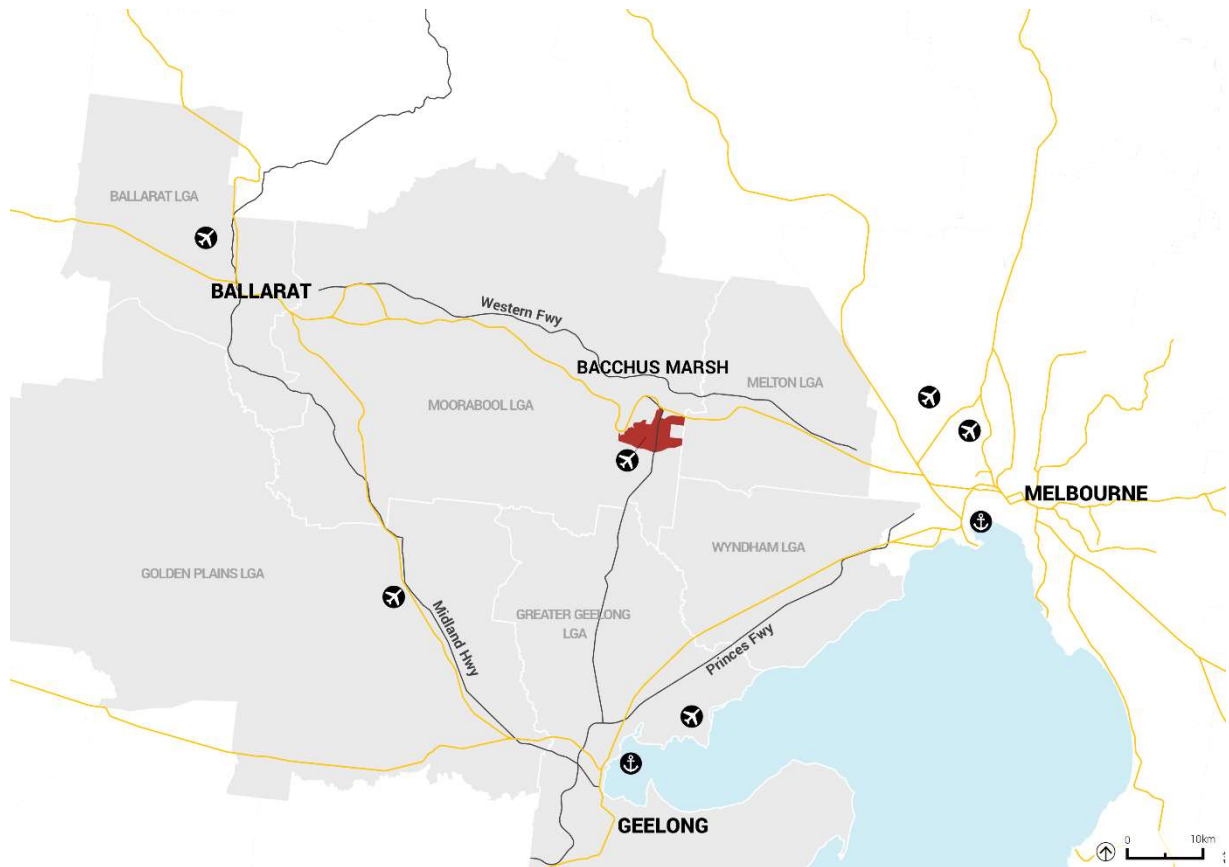 BALLARAT LGA
BALLARAT
Western Fwy
BACCHUS MARSH
MELTON LGA
MOORABOOL LGA
MELBOURNE
WYNDHAM LGA
GOLDEN PLAINS LGA
GREATER GEELONG
LGA
Midland Hwy
Princes Fwy
GEELONG
0 10km